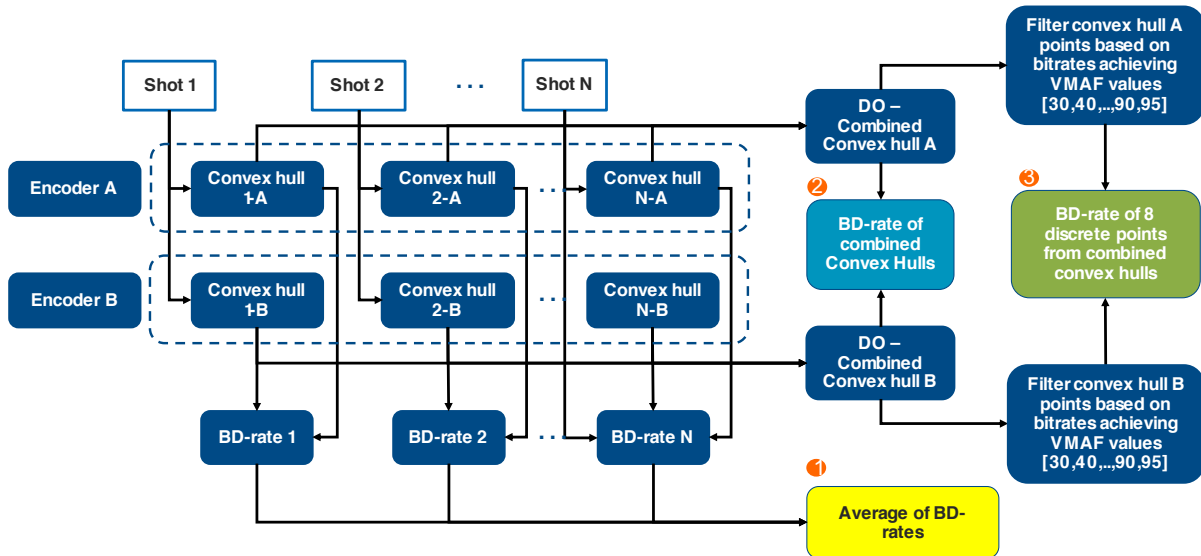 Shot 1
Shot 2
...
Shot N
DO –
Combined
Convex hull A
Filter convex hull A
points based on
bitrates achieving
VMAF values
[30,40,..,90,95]
Encoder A
Convex hull
1-A
Convex hull
2-A
...
Convex hull
N-A
2
BD-rate of
combined
Convex Hulls
3
BD-rate of 8
discrete points
from combined
convex hulls
Encoder B
Convex hull
1-B
Convex hull
2-B
...
Convex hull
N-B
DO –
Combined
Convex hull B
Filter convex hull B
points based on
bitrates achieving
VMAF values
[30,40,..,90,95]
BD-rate 1
BD-rate 2
...
BD-rate N
1
Average of BD-
rates